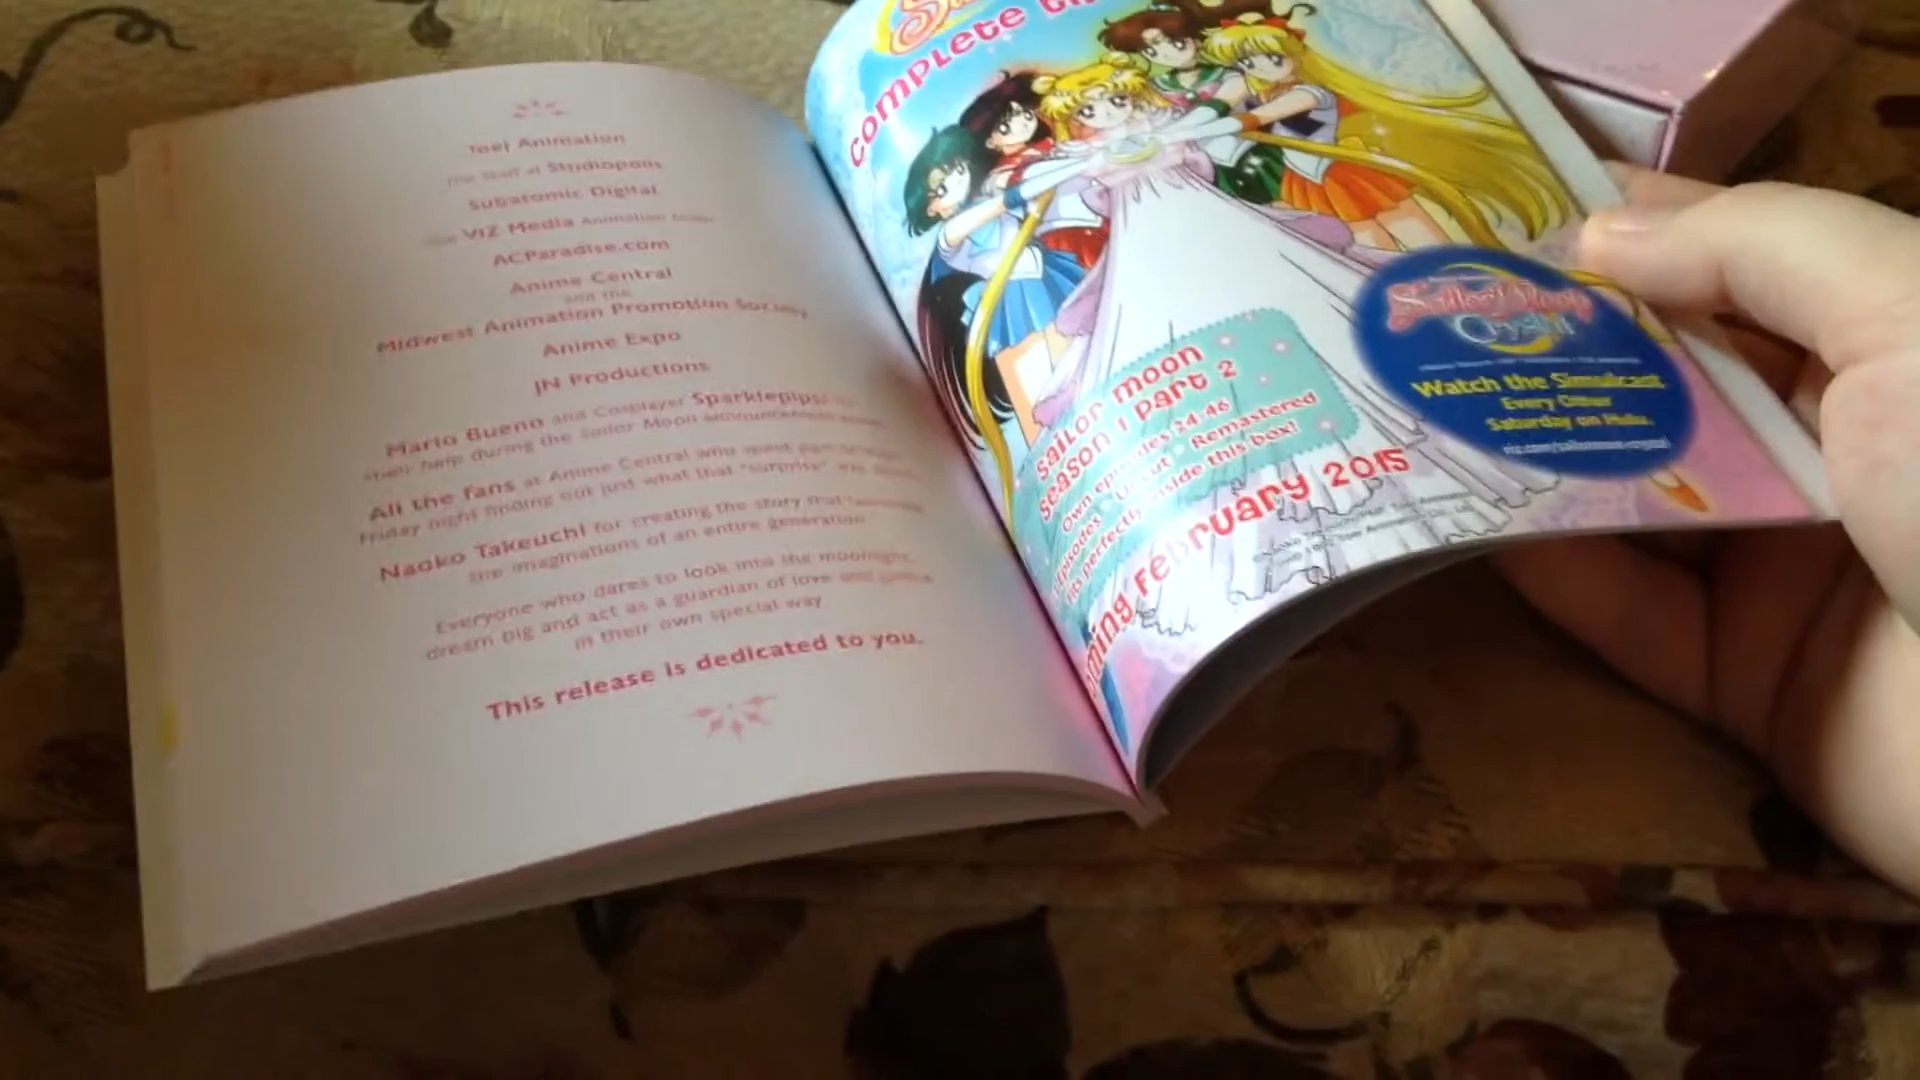 Toei Animation
The Staff at Studiopolis
Subatomic Digital
The VIZ Media Animation
ACParadise.com
Anime Central
and the
Midwest Animation Promotion Society
Anime Expo
JN Productions
Mario Bueno and Cosplayer Sparklepipsi
their help during the Sailor Moon announcement
All the fans at Anime Central who spent
Friday night finding out just what that "surprise" was
Naoko Takeuchi for creating the story that
the imaginations of an entire generation
Everyone who dares to look into the moonlight,
dream big and act as a guardian of love and justice
in their own special way
This release is dedicated to you.
complete the
sailor moon
season 1 part 2
Own episodes 24-46
Episodes Uncut Remastered
Fits perfectly inside this box!
coming February 2015
Sailor Moon
Crystal
Watch the Simulcast
Every Other
Saturday on Hulu.
viz.com/sailormoon-crystal